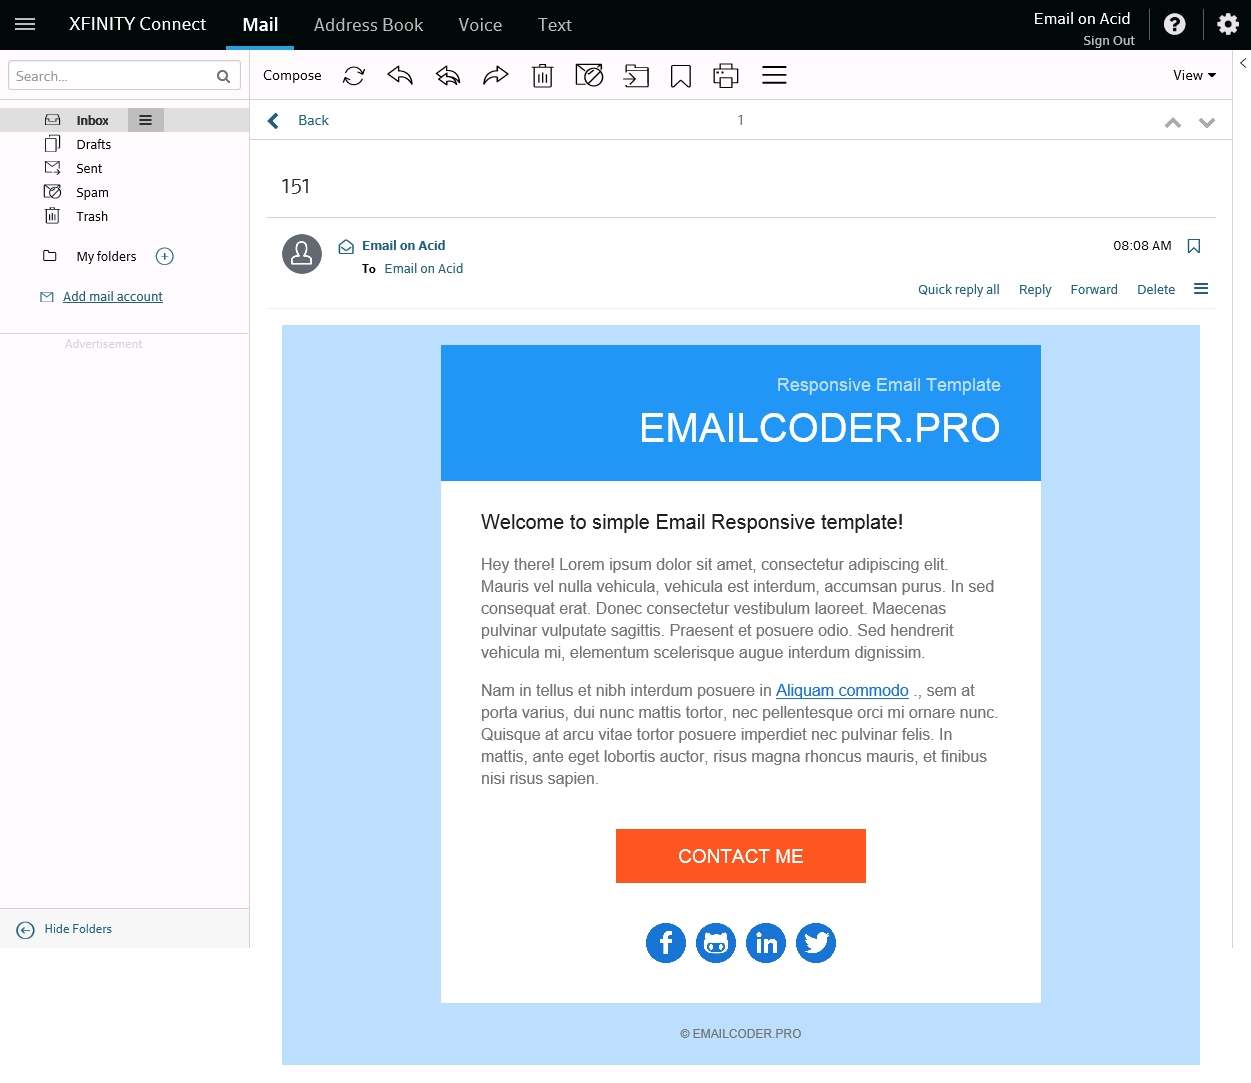 XFINITY Connect Mail Address Book Voice Text Email on Acid
Sign Out
Search...
Compose View
Inbox
Back 1
Drafts
Sent
Spam
Trash
My folders
Add mail account
Advertisement
Hide Folders
151
Email on Acid 08:08 AM
To Email on Acid
Quick reply all Reply Forward Delete
Responsive Email Template
EMAILCODER.PRO
Welcome to simple Email Responsive template!
Hey there! Lorem ipsum dolor sit amet, consectetur adipiscing elit.
Mauris vel nulla vehicula, vehicula est interdum, accumsan purus. In sed
consequat erat. Donec consectetur vestibulum laoreet. Maecenas
pulvinar vulputate sagittis. Praesent et posuere odio. Sed hendrerit
vehicula mi, elementum scelerisque augue interdum dignissim.
Nam in tellus et nibh interdum posuere in Aliquam commodo ., sem at
porta varius, dui nunc mattis tortor, nec pellentesque orci mi ornare nunc.
Quisque at arcu vitae tortor posuere imperdiet nec pulvinar felis. In
mattis, ante eget lobortis auctor, risus magna rhoncus mauris, et finibus
nisi risus sapien.
CONTACT ME
© EMAILCODER.PRO